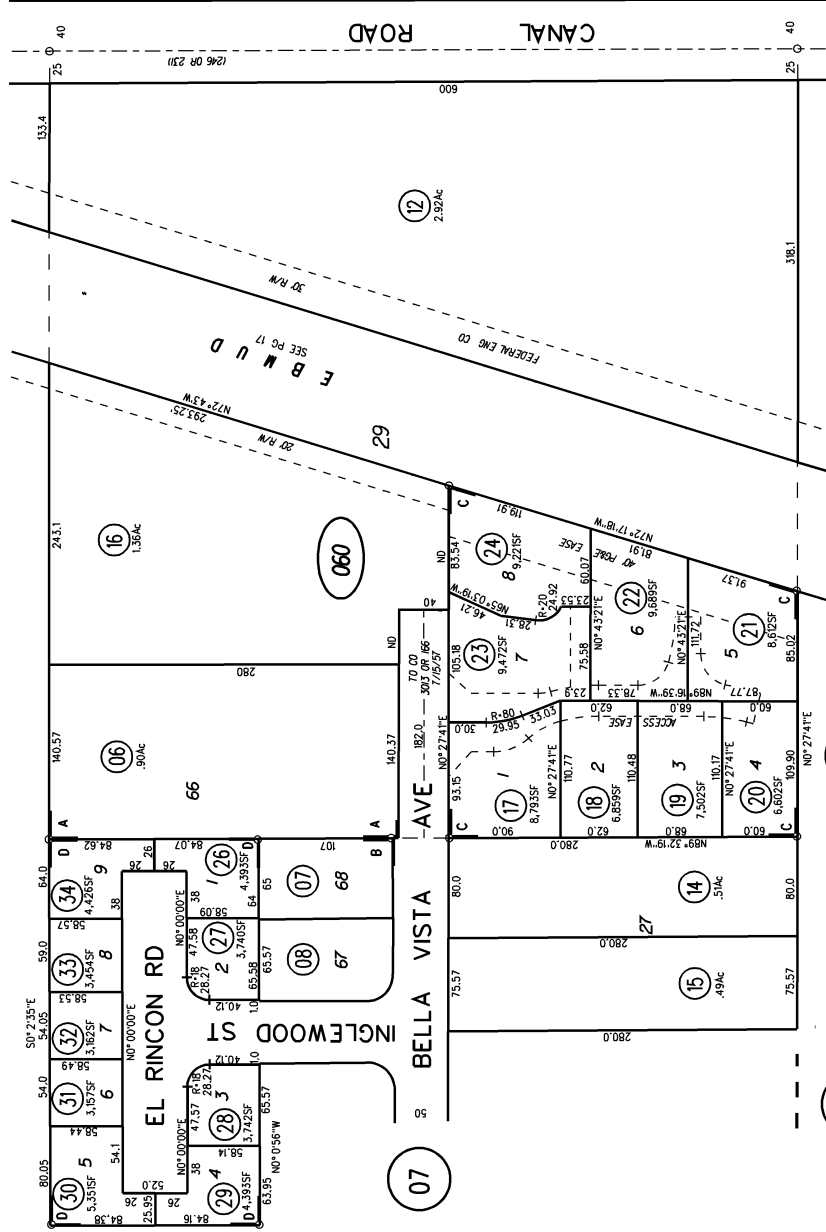 40
25
CANAL ROAD
(246 OR 231)
40
25
133.4
600
318.1
12
2.92Ac
30' R/W
FEDERAL ENG CO
E B M U D
SEE PG 17
N72°43'W
293.25'
20' R/W
29
243.1
16
1.36Ac
060
ND
83.54
C
119.91
24
9,221SF
8
40' PG&E EASE
N72°17'18"W
81.91
91.37
C
46.21
N65°03'19"W
28.31
R=20
24.92
23.53
60.07
N0°43'21"E
22
9,689SF
6
N0°43'21"E
111.72
21
8,612SF
5
85.02
40
ND
TO CO
3013 OR 166
7/15/57
182.0
105.18
23
9,472SF
7
75.58
23.9
78.33
N89°16'39"W
87.77
280
140.57
06
.90Ac
66
140.37
N0°27'41"E
30.0
R=80
29.95
33.03
62.0
ACCESS EASE
68.0
60.0
93.15
17
1
8,793SF
110.77
N0°27'41"E
18
2
6,859SF
110.48
19
3
7,502SF
110.17
N0°27'41"E
20
4
6,602SF
109.90
N0°27'41"E
C
90.0
62.0
68.0
60.0
280.0
N89°32'19"W
A
D
84.62
26
26
84.07
D
107
B
A
64.0
34
9
4,426SF
38
38
26
1
4,393SF
64
65
07
68
58.57
58.09
59.0
33
8
3,454SF
N0°00'00"E
47.58
27
2
3,740SF
65.58
65.57
08
67
58.53
R=18
28.27
40.12
1.0
S0°2'35"E
54.05
32
7
3,162SF
N0°00'00"E
58.49
EL RINCON RD
INGLEWOOD ST
BELLA VISTA AVE
80.0
14
.51Ac
80.0
27
280.0
75.57
15
.49Ac
75.57
280.0
54.0
31
6
3,157SF
58.44
54.1
R=18
28.27
40.12
1.0
47.57
N0°00'00"E
28
3
3,742SF
65.57
58.14
N0°0'56"W
80.05
30
5
5,351SF
52.0
26
26
25.95
38
29
4
4,393SF
63.95
D
84.38
84.16
D
50
07